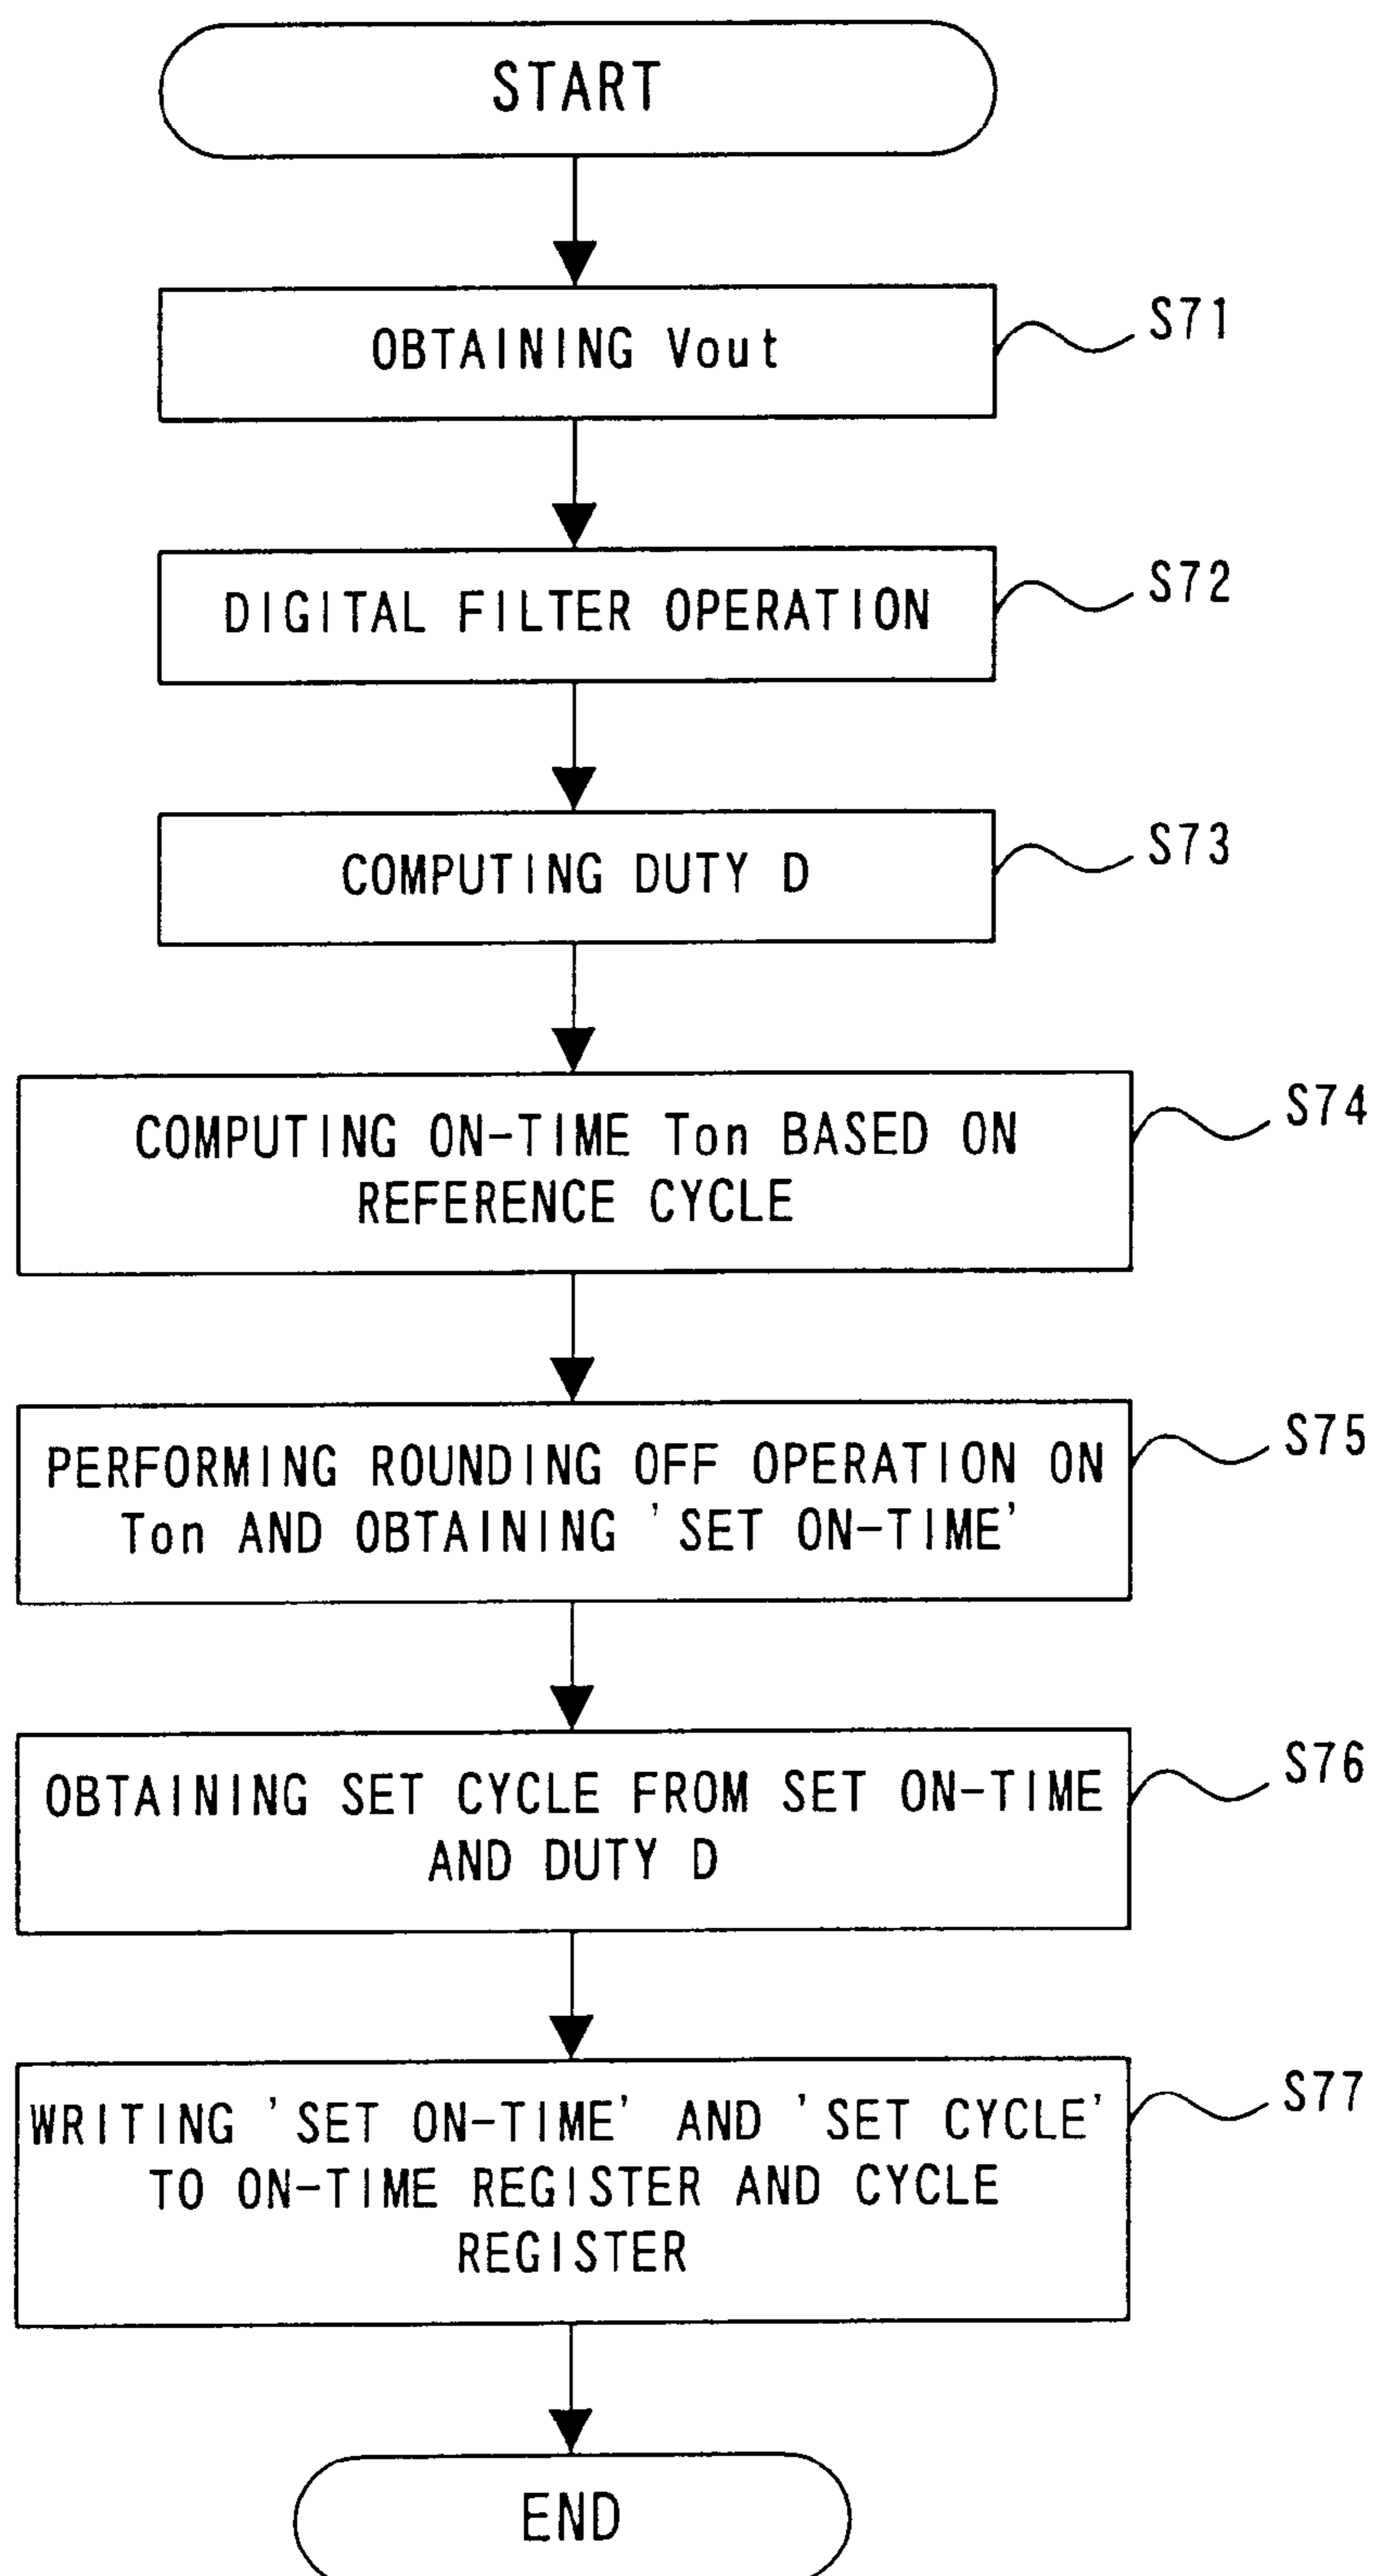 START
OBTAINING Vout
S71
DIGITAL FILTER OPERATION
S72
COMPUTING DUTY D
S73
COMPUTING ON-TIME Ton BASED ON
REFERENCE CYCLE
S74
PERFORMING ROUNDING OFF OPERATION ON
Ton AND OBTAINING 'SET ON-TIME'
S75
OBTAINING SET CYCLE FROM SET ON-TIME
AND DUTY D
S76
WRITING 'SET ON-TIME' AND 'SET CYCLE'
TO ON-TIME REGISTER AND CYCLE
REGISTER
S77
END